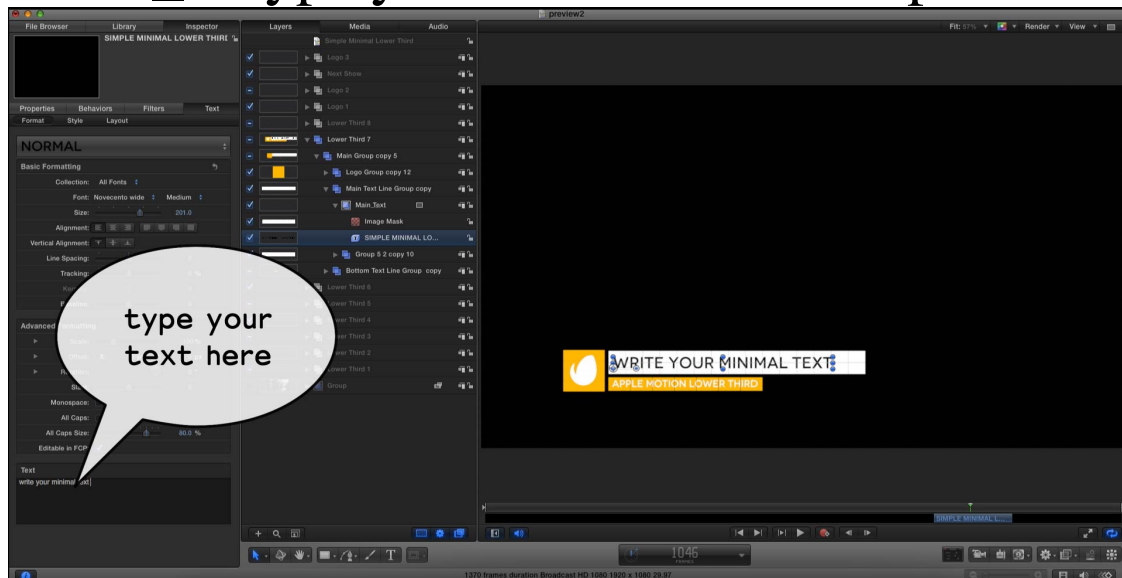 preview2
File Browser Library Inspector
SIMPLE MINIMAL LOWER THIRD
Properties Behaviors Filters Text
Format Style Layout
NORMAL
Basic Formatting
Collection: All Fonts
Font: Novecento wide Medium
Size: 201.0
Alignment:
Vertical Alignment:
Line Spacing:
Tracking:
type your
text here
Advanced
Monospace:
All Caps:
All Caps Size: 80.0 %
Editable in FCP
Text
write your minimal text
Layers Media Audio
Simple Minimal Lower Third
Logo 3
Next Show
Logo 2
Logo 1
Lower Third 8
Lower Third 7
Main Group copy 5
Logo Group copy 12
Main Text Line Group copy
Main_Text
Image Mask
SIMPLE MINIMAL LO...
Group 5 2 copy 10
Bottom Text Line Group copy
Lower Third 6
Lower Third 5
Lower Third 4
Lower Third 3
Lower Third 2
Lower Third 1
Group
Fit: 57% Render View
WRITE YOUR MINIMAL TEXT
APPLE MOTION LOWER THIRD
SIMPLE MINIMAL L...
1046
1370 frames duration Broadcast HD 1080 1920 x 1080 29.97